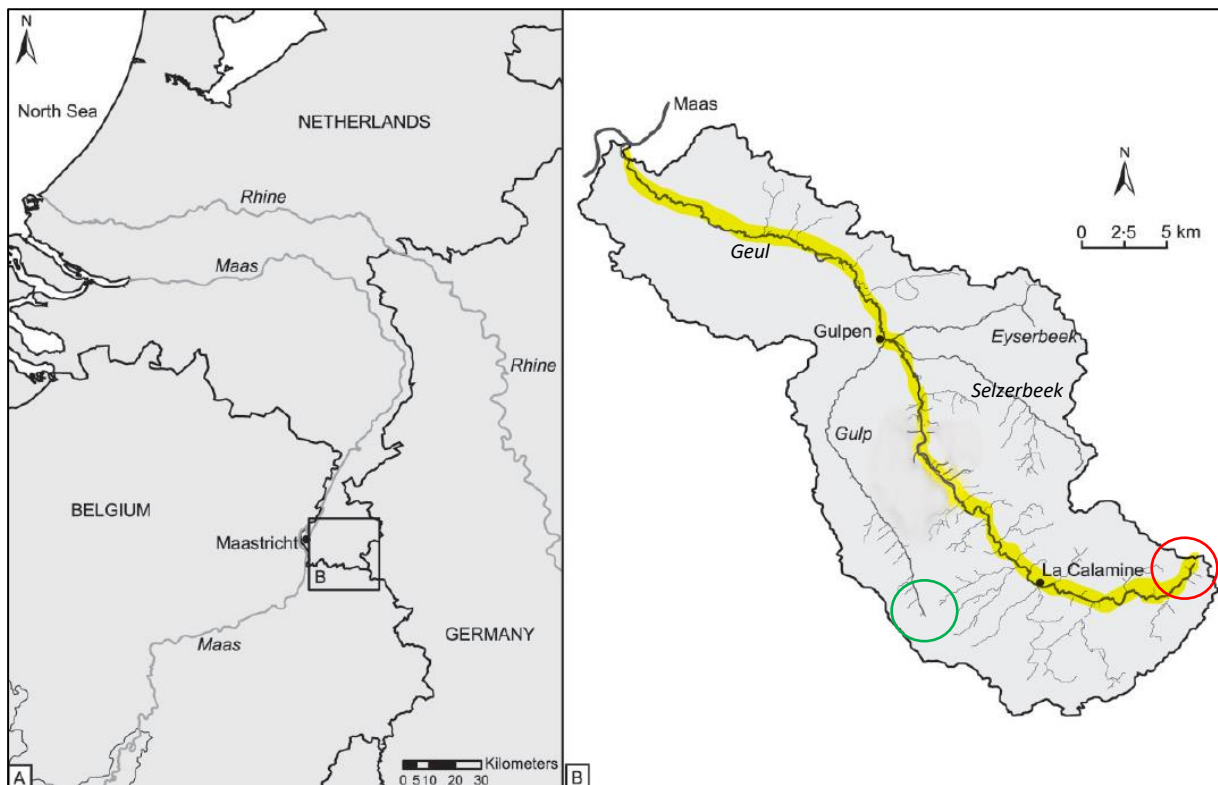 N
North Sea
NETHERLANDS
Rhine
Maas
Rhine
BELGIUM
Maastricht
B
GERMANY
Maas
Kilometers
0 5 10 20 30
A
Maas
N
0 2·5 5 km
Geul
Gulpen
Eyserbeek
Selzerbeek
Gulp
La Calamine
B